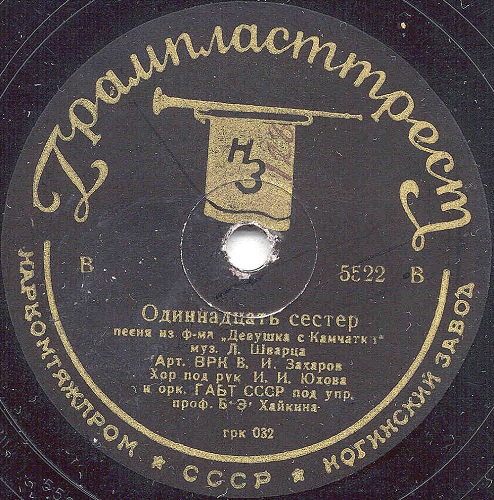 Грампласттрест
НЗ
В
5522 В
Одиннадцать сестер
песня из ф-ма „Девушка с Камчатки"
муз. Л. Шварца
Арт. ВРК В. И. Захаров
Хор под рук. И. И. Юхова
и орк. ГАБТ СССР под упр.
проф. Б. Э. Хайкина
грк 032
НАРКОМТЯЖПРОМ ★ СССР ★ НОГИНСКИЙ ЗАВОД